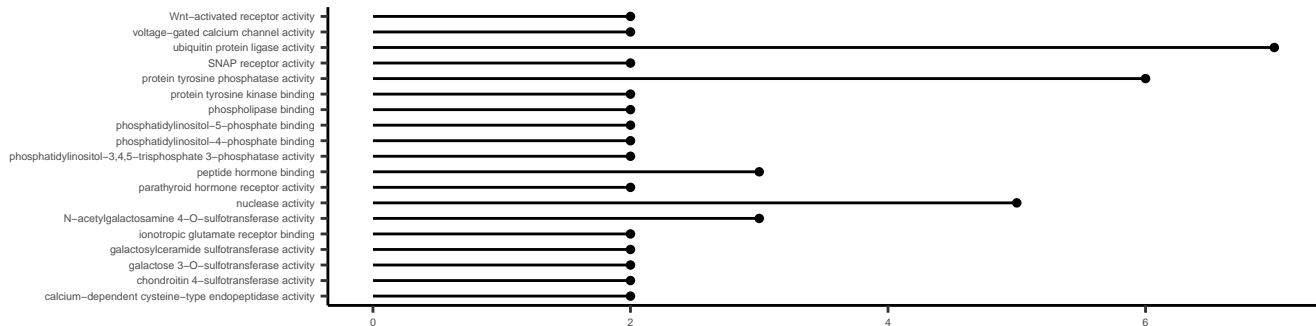 Wnt−activated receptor activity
voltage−gated calcium channel activity
ubiquitin protein ligase activity
SNAP receptor activity
protein tyrosine phosphatase activity
protein tyrosine kinase binding
phospholipase binding
phosphatidylinositol−5−phosphate binding
phosphatidylinositol−4−phosphate binding
phosphatidylinositol−3,4,5−trisphosphate 3−phosphatase activity
peptide hormone binding
parathyroid hormone receptor activity
nuclease activity
N−acetylgalactosamine 4−O−sulfotransferase activity
ionotropic glutamate receptor binding
galactosylceramide sulfotransferase activity
galactose 3−O−sulfotransferase activity
chondroitin 4−sulfotransferase activity
calcium−dependent cysteine−type endopeptidase activity
0 2 4 6